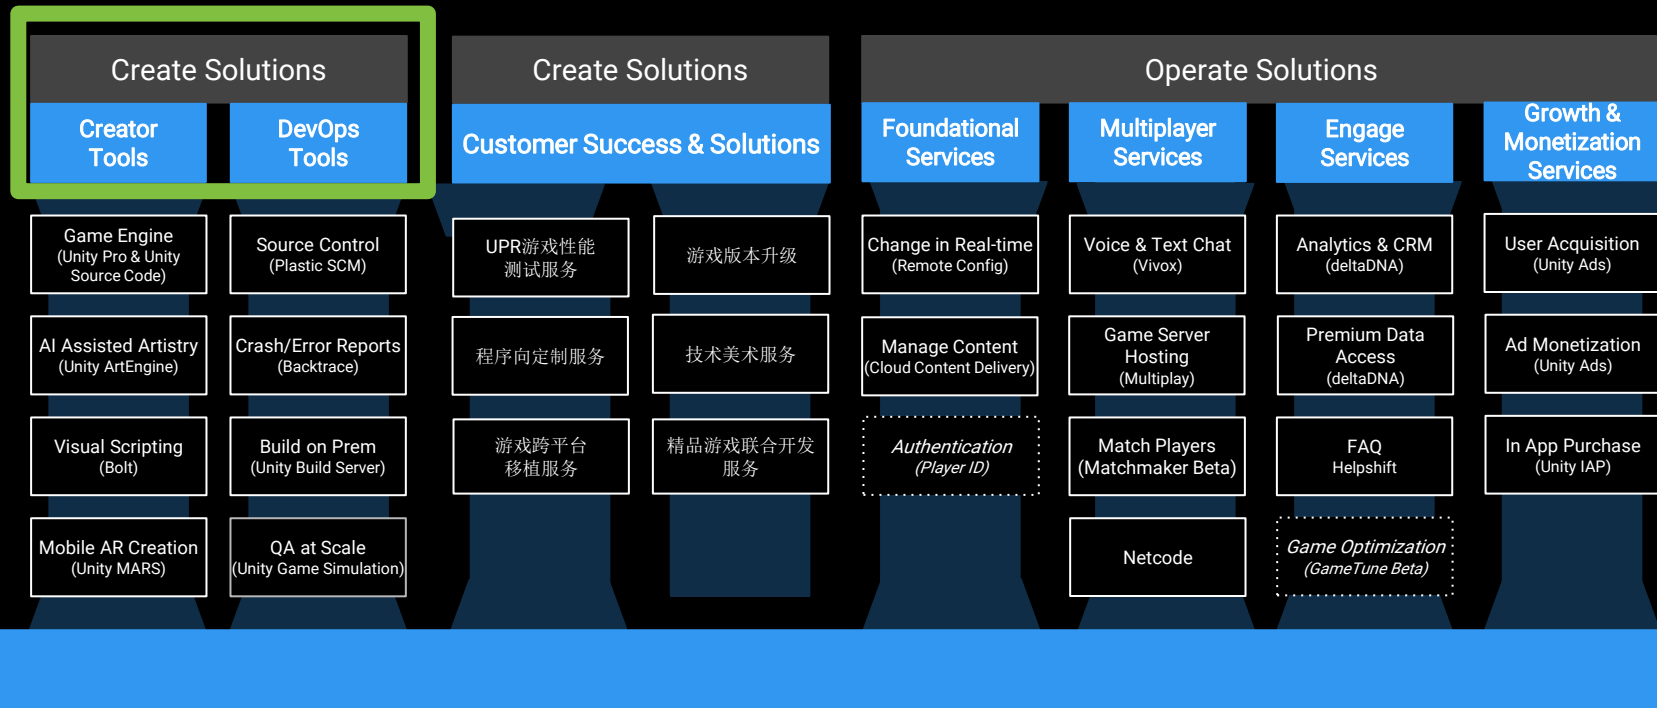 Create Solutions
Creator
Tools
DevOps
Tools
Game Engine
(Unity Pro & Unity
Source Code)
Source Control
(Plastic SCM)
AI Assisted Artistry
(Unity ArtEngine)
Crash/Error Reports
(Backtrace)
Visual Scripting
(Bolt)
Build on Prem
(Unity Build Server)
Mobile AR Creation
(Unity MARS)
QA at Scale
(Unity Game Simulation)
Create Solutions
Customer Success & Solutions
UPR游戏性能
测试服务
游戏版本升级
程序向定制服务
技术美术服务
游戏跨平台
移植服务
精品游戏联合开发
服务
Operate Solutions
Foundational
Services
Change in Real-time
(Remote Config)
Manage Content
(Cloud Content Delivery)
Authentication
(Player ID)
Multiplayer
Services
Voice & Text Chat
(Vivox)
Game Server
Hosting
(Multiplay)
Match Players
(Matchmaker Beta)
Netcode
Engage
Services
Analytics & CRM
(deltaDNA)
Premium Data
Access
(deltaDNA)
FAQ
Helpshift
Game Optimization
(GameTune Beta)
Growth &
Monetization
Services
User Acquisition
(Unity Ads)
Ad Monetization
(Unity Ads)
In App Purchase
(Unity IAP)